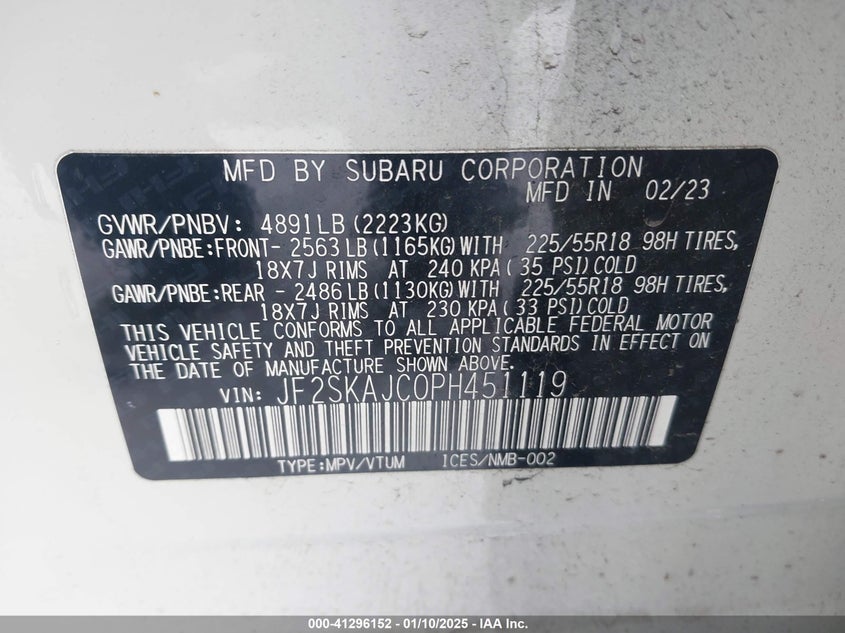 MFD BY SUBARU CORPORATION
MFD IN 02/23
GVWR/PNBV: 4891LB (2223KG)
GAWR/PNBE:FRONT- 2563LB (1165KG) WITH 225/55R18 98H TIRES,
18X7J RIMS AT 240 KPA( 35 PSI) COLD
GAWR/PNBE:REAR - 2486LB (1130KG) WITH 225/55R18 98H TIRES,
18X7J RIMS AT 230 KPA( 33 PSI) COLD
THIS VEHICLE CONFORMS TO ALL APPLICABLE FEDERAL MOTOR
VEHICLE SAFETY AND THEFT PREVENTION STANDARDS IN EFFECT ON
THE DATE OF MANUFACTURE SHOWN ABOVE.
VIN: JF2SKAJC0PH451119
TYPE:MPV/VTUM ICES/NMB-002
000-41296152 - 01/10/2025 - IAA Inc.